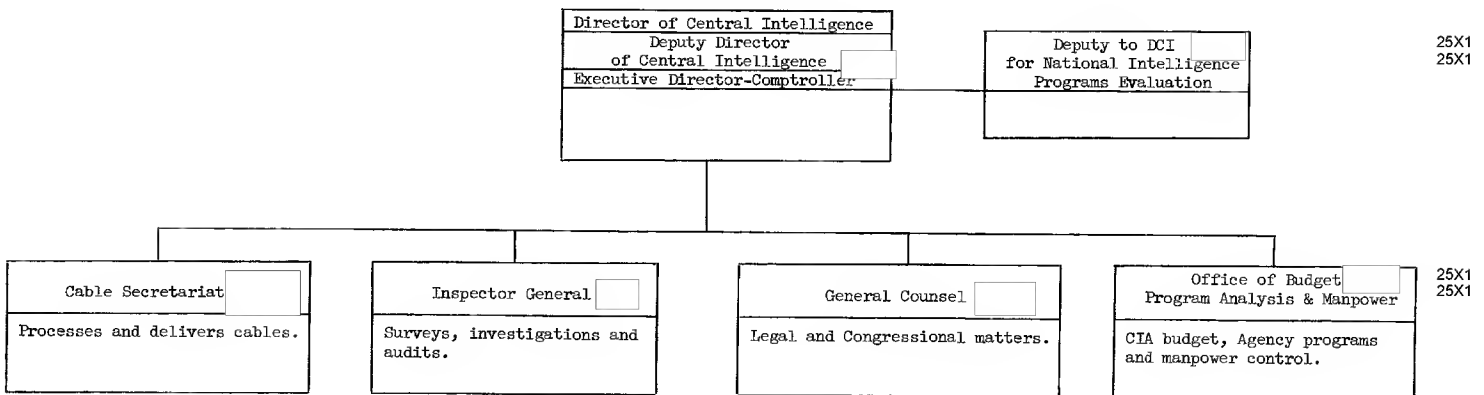 Director of Central Intelligence
Deputy Director
of Central Intelligence
Executive Director-Comptroller
Deputy to DCI
for National Intelligence
Programs Evaluation
25X1
25X1
Cable Secretariat
Processes and delivers cables.
Inspector General
Surveys, investigations and
audits.
General Counsel
Legal and Congressional matters.
Office of Budget
Program Analysis & Manpower
CIA budget, Agency programs
and manpower control.
25X1
25X1